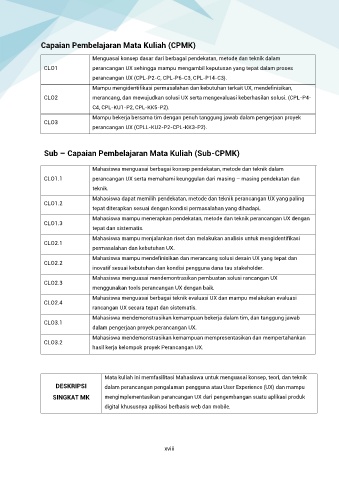 Capaian Pembelajaran Mata Kuliah (CPMK)
CLO1
Menguasai konsep dasar dari berbagai pendekatan, metode dan teknik dalam
perancangan UX sehingga mampu mengambil keputusan yang tepat dalam proses
perancangan UX (CPL-P2-C, CPL-P6-C3, CPL-P14-C3).
CLO2
Mampu mengidentifikasi permasalahan dan kebutuhan terkait UX, mendefinisikan,
merancang, dan mewujudkan solusi UX serta mengevaluasi keberhasilan solusi. (CPL-P4-
C4, CPL-KU1-P2, CPL-KK5-P2).
CLO3
Mampu bekerja bersama tim dengan penuh tanggung jawab dalam pengerjaan proyek
perancangan UX (CPLL-KU2-P2-CPL-KK3-P2).
Sub – Capaian Pembelajaran Mata Kuliah (Sub-CPMK)
CLO1.1
Mahasiswa menguasai berbagai konsep pendekatan, metode dan teknik dalam
perancangan UX serta memahami keunggulan dari masing – masing pendekatan dan
teknik.
CLO1.2
Mahasiswa dapat memilih pendekatan, metode dan teknik perancangan UX yang paling
tepat diterapkan sesuai dengan kondisi permasalahan yang dihadapi.
CLO1.3
Mahasiswa mampu menerapkan pendekatan, metode dan teknik perancangan UX dengan
tepat dan sistematis.
CLO2.1
Mahasiswa mampu menjalankan riset dan melakukan analisis untuk mengidentifikasi
permasalahan dan kebutuhan UX.
CLO2.2
Mahasiswa mampu mendefinisikan dan merancang solusi desain UX yang tepat dan
inovatif sesuai kebutuhan dan kondisi pengguna dana tau stakeholder.
CLO2.3
Mahasiswa menguasai mendemontrasikan pembuatan solusi rancangan UX
menggunakan tools perancangan UX dengan baik.
CLO2.4
Mahasiswa menguasai berbagai teknik evaluasi UX dan mampu melakukan evaluasi
rancangan UX secara tepat dan sistematis.
CLO3.1
Mahasiswa mendemonstrasikan kemampuan bekerja dalam tim, dan tanggung jawab
dalam pengerjaan proyek perancangan UX.
CLO3.2
Mahasiswa mendemonstrasikan kemampuan mempresentasikan dan mempertahankan
hasil kerja kelompok proyek Perancangan UX.
DESKRIPSI
SINGKAT MK
Mata kuliah ini memfasilitasi Mahasiswa untuk menguasai konsep, teori, dan teknik
dalam perancangan pengalaman pengguna atau User Experience (UX) dan mampu
mengimplementasikan perancangan UX dari pengembangan suatu aplikasi produk
digital khususnya aplikasi berbasis web dan mobile.
xviii